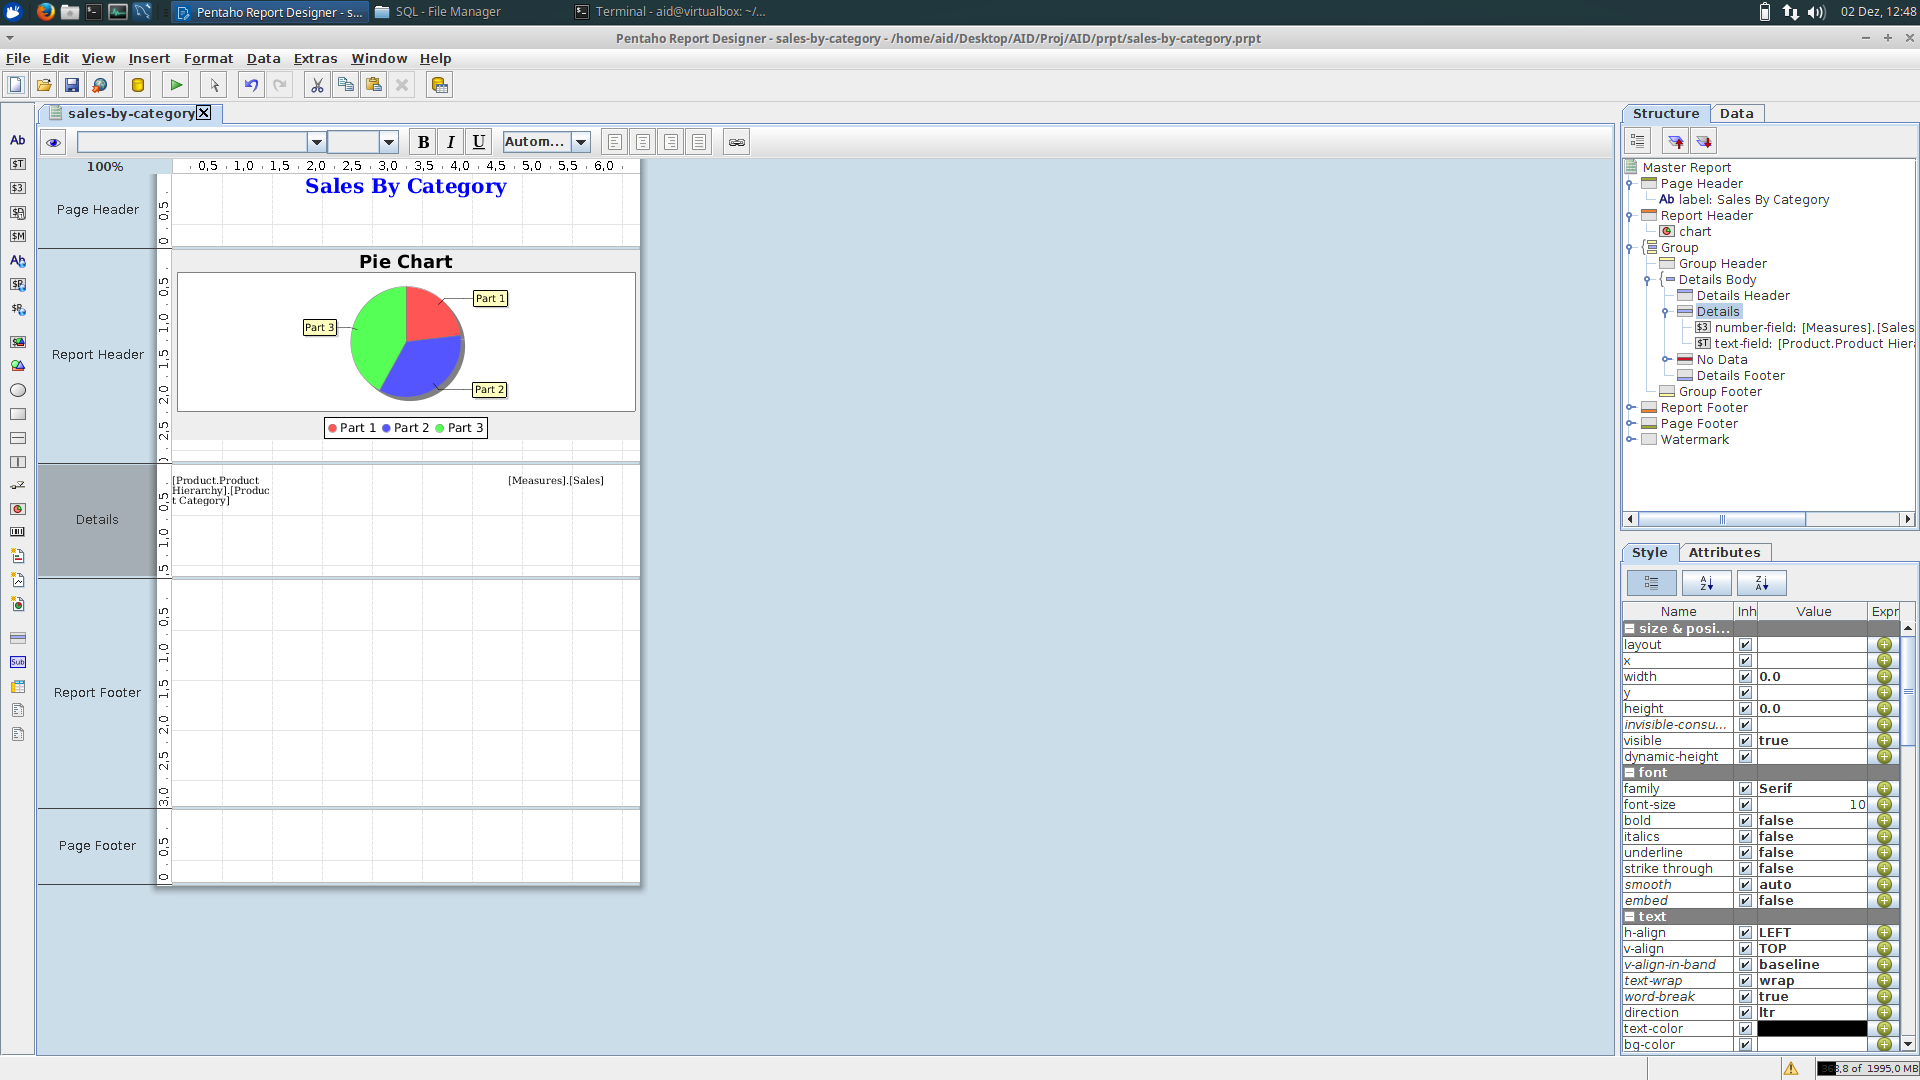 Pentaho Report Designer - s...
SQL - File Manager
Terminal - aid@virtualbox: ~/...
02 Dez, 12:48
Pentaho Report Designer - sales-by-category - /home/aid/Desktop/AID/Proj/AID/prpt/sales-by-category.prpt
File Edit View Insert Format Data Extras Window Help
sales-by-category
B I U Autom...
100%
0,5 1,0 1,5 2,0 2,5 3,0 3,5 4,0 4,5 5,0 5,5 6,0
Page Header
Sales By Category
Report Header
Pie Chart
Part 1
Part 3
Part 2
Part 1 Part 2 Part 3
Details
[Product.Product
Hierarchy].[Produc
t Category]
[Measures].[Sales]
Report Footer
Page Footer
Structure Data
Master Report
Page Header
Ab label: Sales By Category
Report Header
chart
Group
Group Header
Details Body
Details Header
Details
$3 number-field: [Measures].[Sales
$T text-field: [Product.Product Hier
No Data
Details Footer
Group Footer
Report Footer
Page Footer
Watermark
Style Attributes
Name Inh Value Expr
size & posi...
layout
x
width 0.0
y
height 0.0
invisible-consu...
visible true
dynamic-height
font
family Serif
font-size 10
bold false
italics false
underline false
strike through false
smooth auto
embed false
text
h-align LEFT
v-align TOP
v-align-in-band baseline
text-wrap wrap
word-break true
direction ltr
text-color
bg-color
of 1995,0 MB